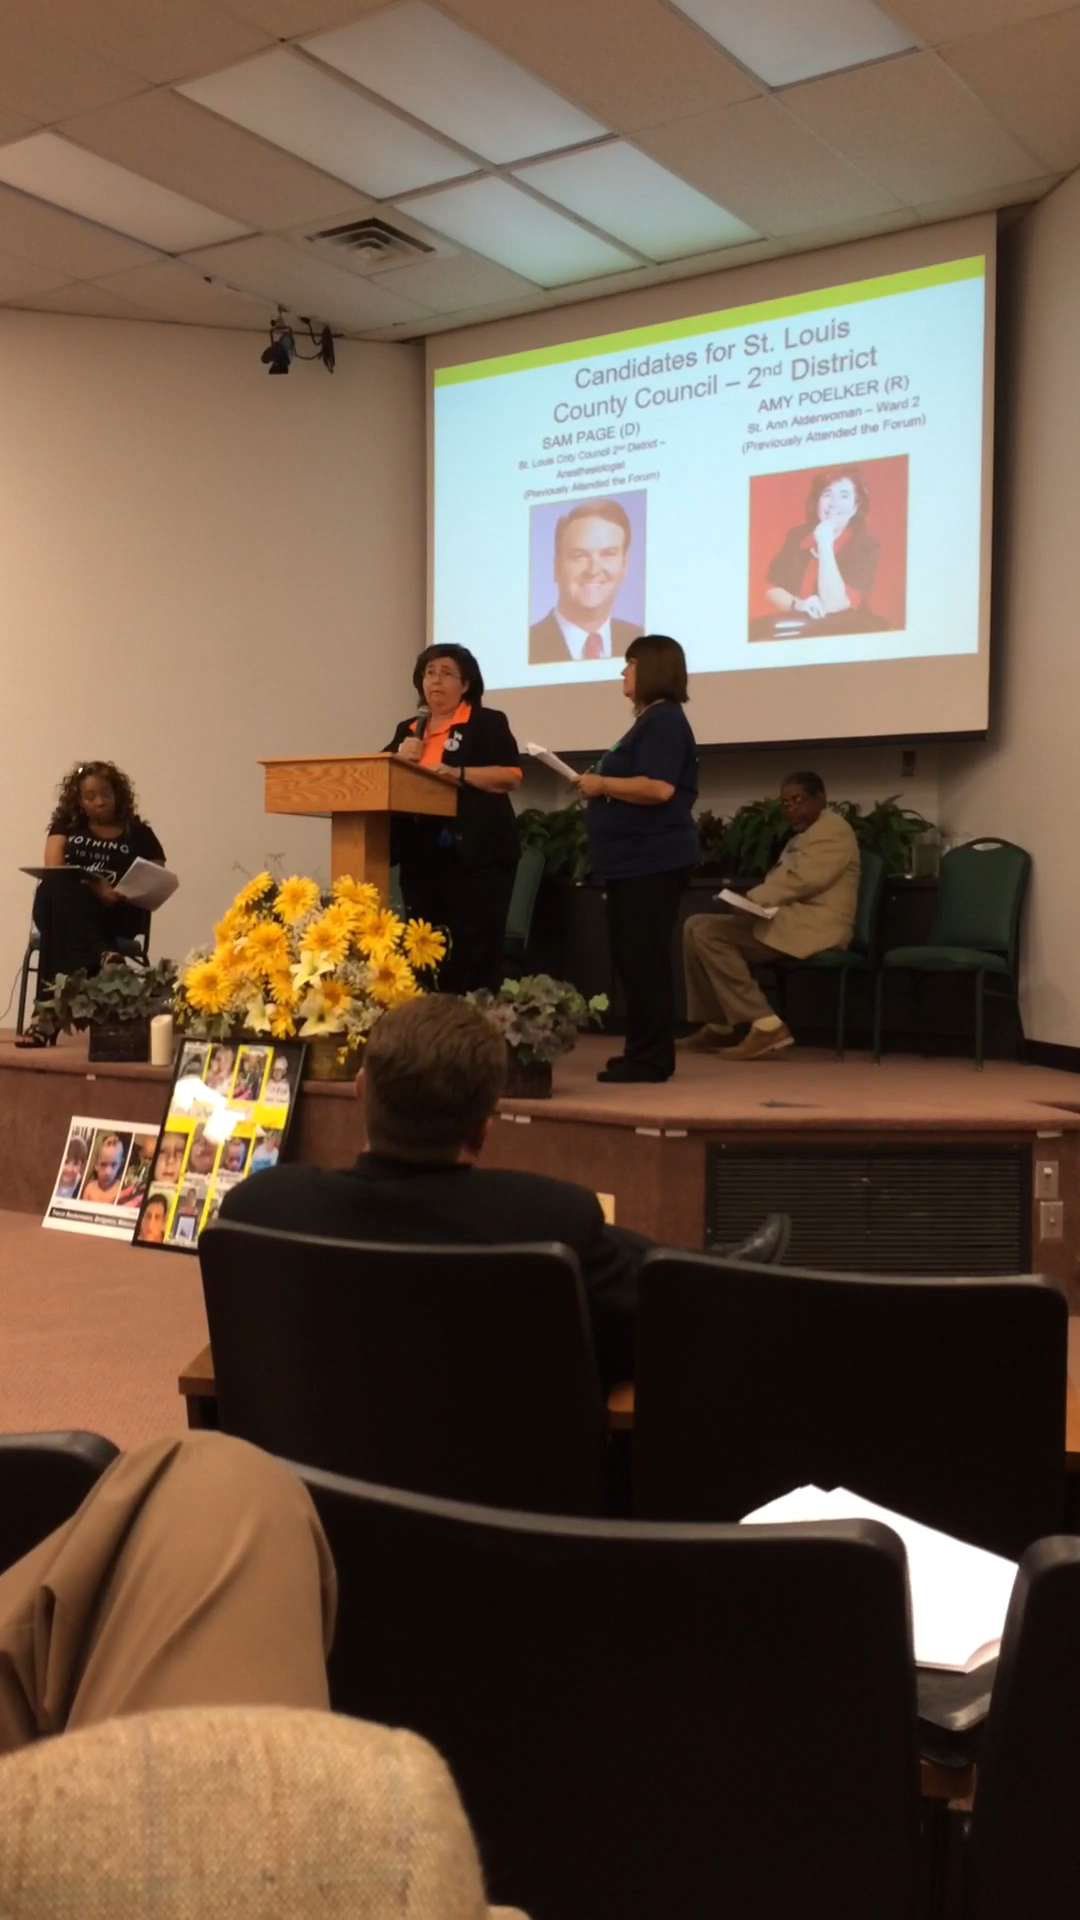 Candidates for St. Louis
County Council – 2nd District
SAM PAGE (D)
St. Louis Cnty Council 2nd District –
Anesthesiologist
(Previously Attended the Forum)
AMY POELKER (R)
St. Ann Alderwoman – Ward 2
(Previously Attended the Forum)
NOTHING
TO LOSE